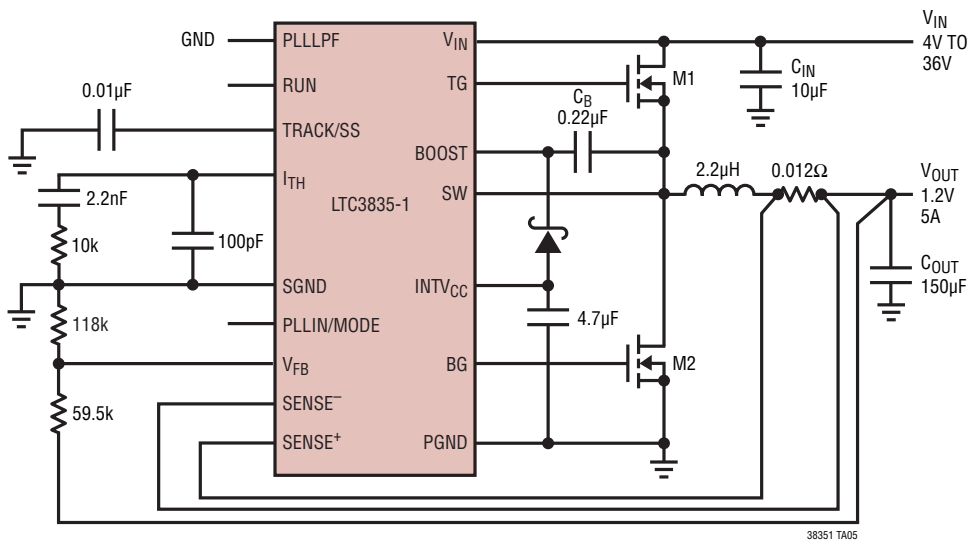 GND
PLLLPF
RUN
0.01µF
TRACK/SS
ITH
2.2nF
10k
100pF
SGND
118k
PLLIN/MODE
VFB
59.5k
SENSE–
SENSE+
LTC3835-1
VIN
TG
BOOST
SW
INTVCC
BG
PGND
M1
CB
0.22µF
CIN
10µF
VIN
4V TO
36V
2.2µH
0.012Ω
VOUT
1.2V
5A
COUT
150µF
4.7µF
M2
38351 TA05